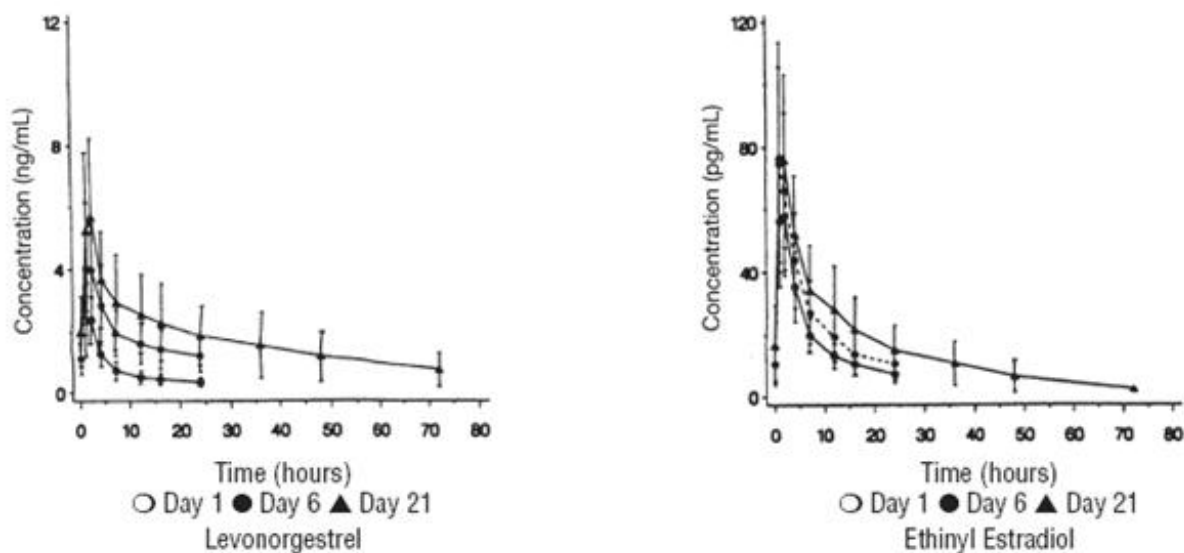 Concentration (ng/mL)
12
8
4
0
0 10 20 30 40 50 60 70 80
Time (hours)
○ Day 1 ● Day 6 ▲ Day 21
Levonorgestrel
Concentration (pg/mL)
120
80
40
0
0 10 20 30 40 50 60 70 80
Time (hours)
○ Day 1 ● Day 6 ▲ Day 21
Ethinyl Estradiol